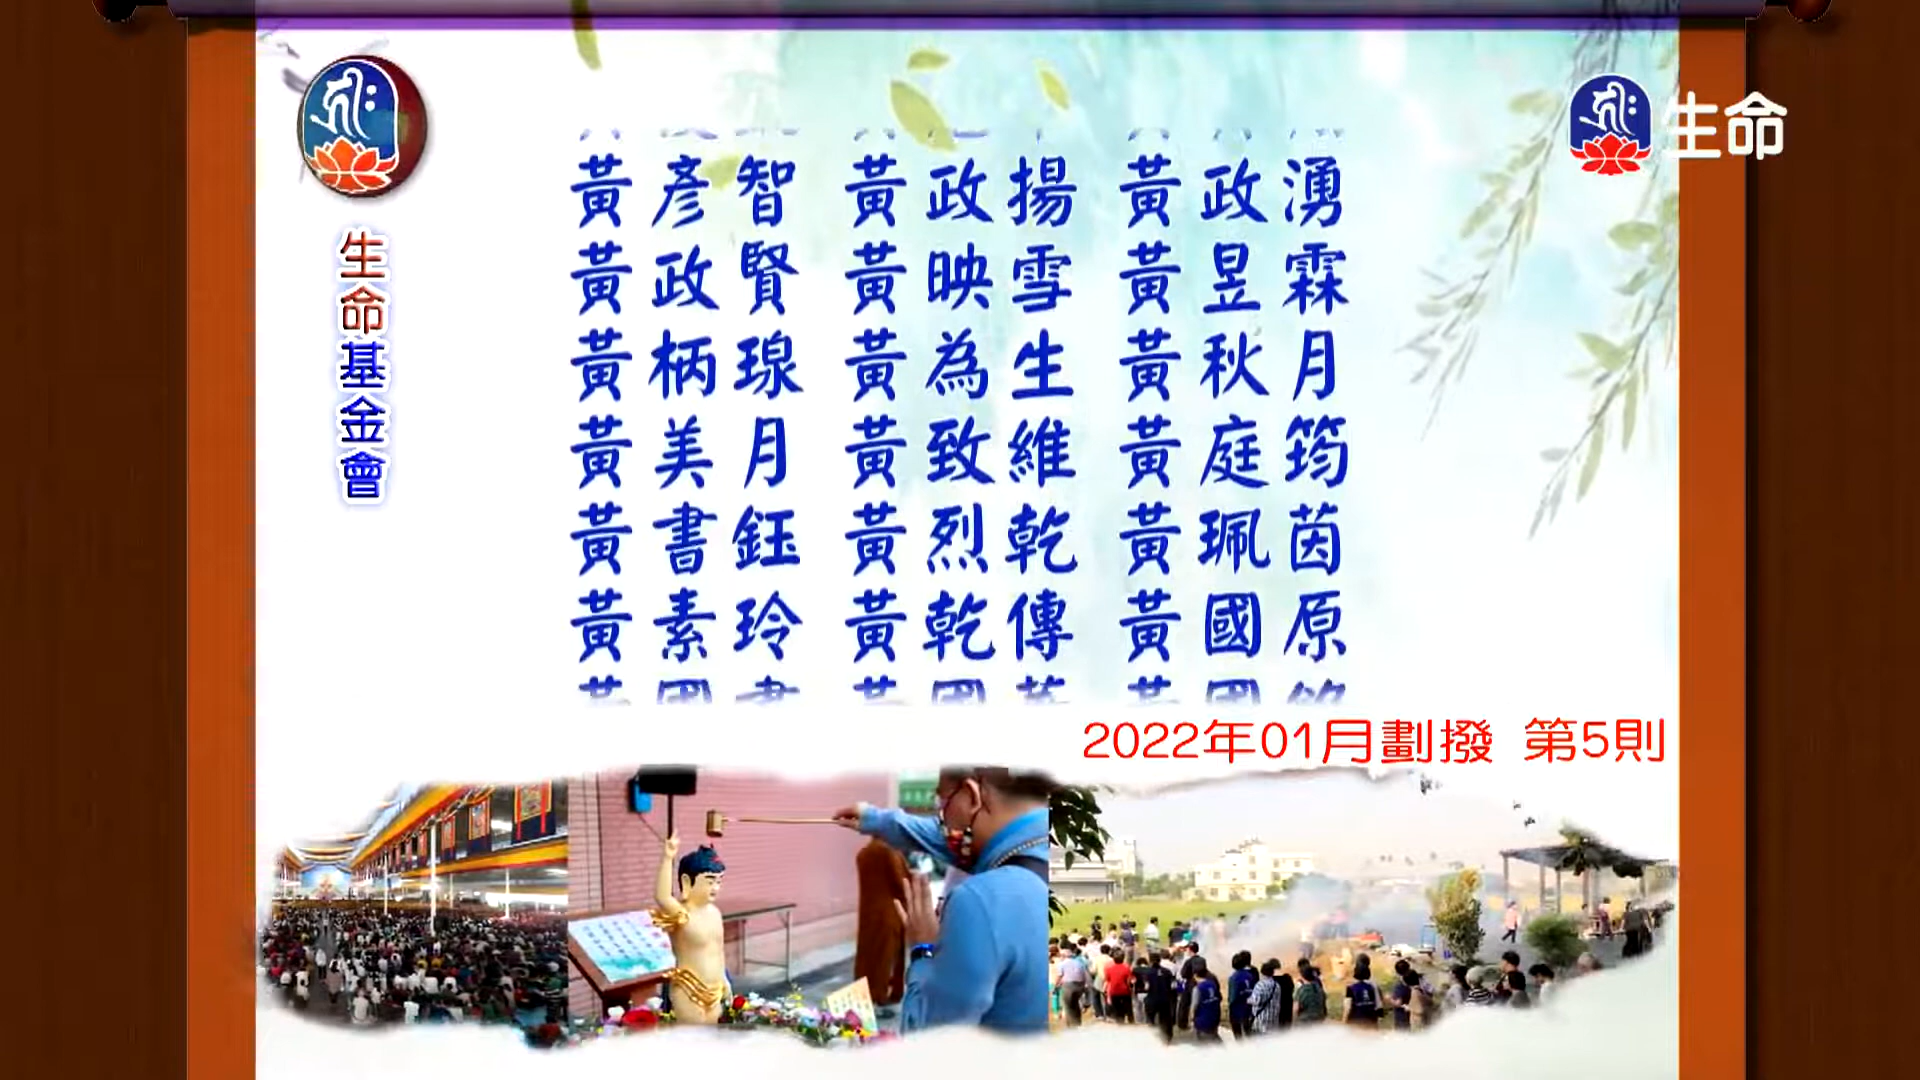 生命
生命基金會
黃彥智 黃政揚 黃政湧
黃政賢 黃映雪 黃昱霖
黃柄瑔 黃為生 黃秋月
黃美月 黃致維 黃庭筠
黃書鈺 黃烈乾 黃珮茵
黃素玲 黃乾傳 黃國原
2022年01月劃撥 第5則